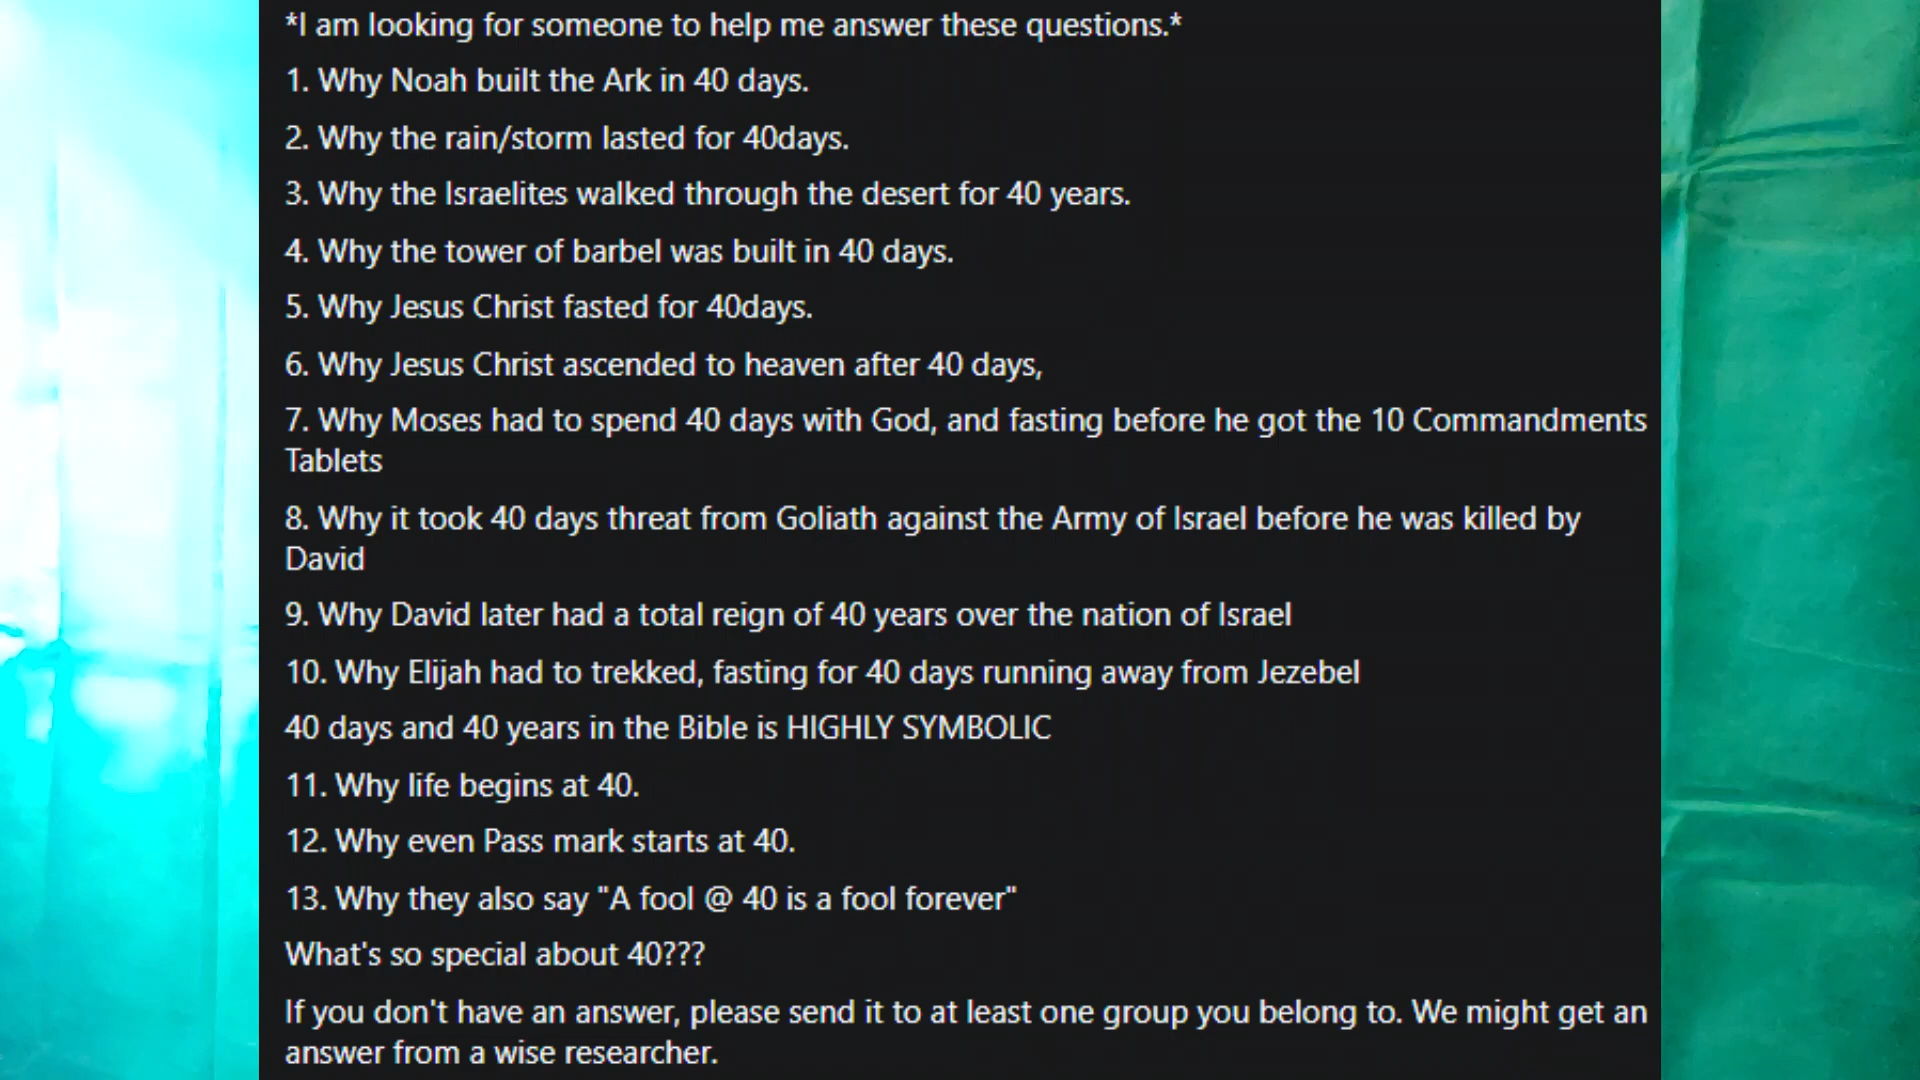 *I am looking for someone to help me answer these questions.*
1. Why Noah built the Ark in 40 days.
2. Why the rain/storm lasted for 40days.
3. Why the Israelites walked through the desert for 40 years.
4. Why the tower of barbel was built in 40 days.
5. Why Jesus Christ fasted for 40days.
6. Why Jesus Christ ascended to heaven after 40 days,
7. Why Moses had to spend 40 days with God, and fasting before he got the 10 Commandments
Tablets
8. Why it took 40 days threat from Goliath against the Army of Israel before he was killed by
David
9. Why David later had a total reign of 40 years over the nation of Israel
10. Why Elijah had to trekked, fasting for 40 days running away from Jezebel
40 days and 40 years in the Bible is HIGHLY SYMBOLIC
11. Why life begins at 40.
12. Why even Pass mark starts at 40.
13. Why they also say "A fool @ 40 is a fool forever"
What's so special about 40???
If you don't have an answer, please send it to at least one group you belong to. We might get an
answer from a wise researcher.